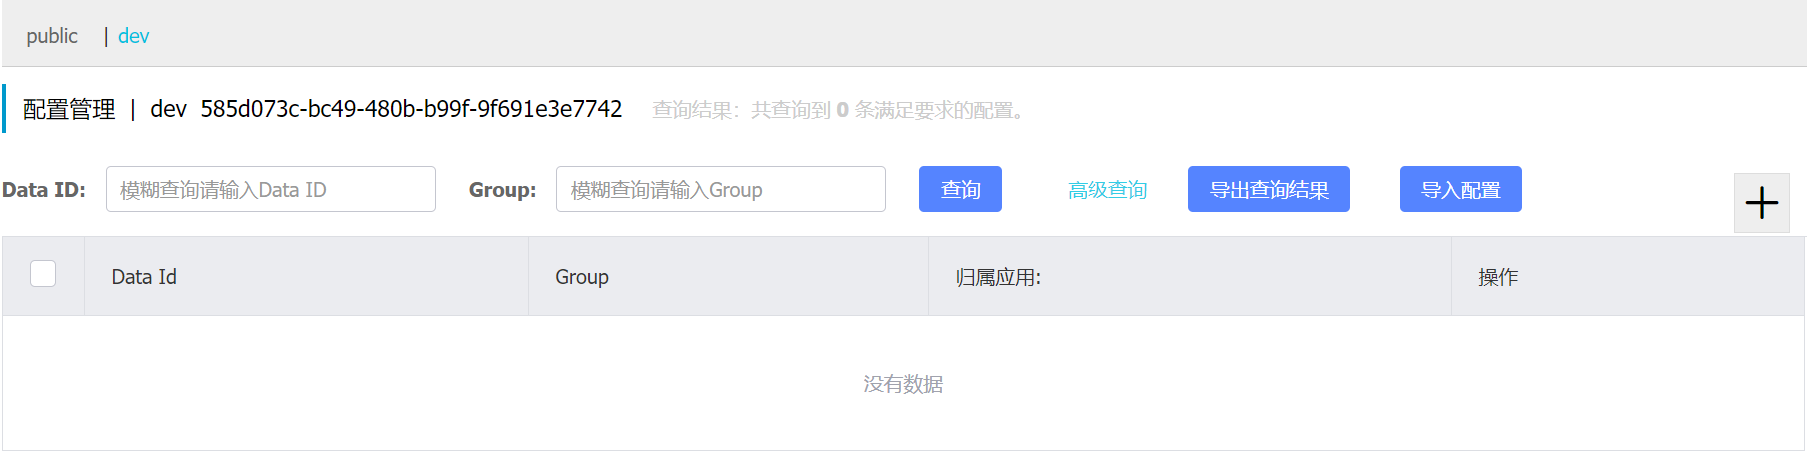 public | dev
配置管理 | dev 585d073c-bc49-480b-b99f-9f691e3e7742 查询结果：共查询到 0 条满足要求的配置。
Data ID: 模糊查询请输入Data ID Group: 模糊查询请输入Group 查询 高级查询 导出查询结果 导入配置
Data Id Group 归属应用: 操作
没有数据